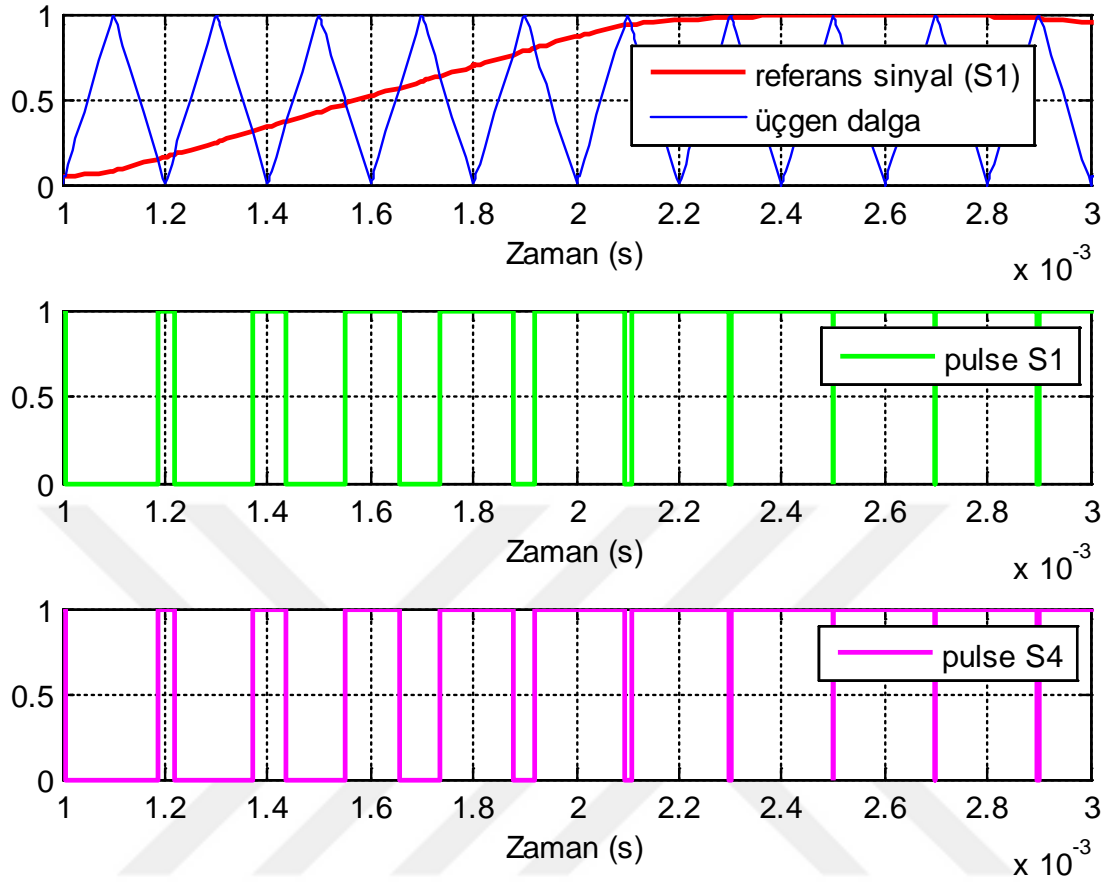 1
0.5
0
referans sinyal (S1)
üçgen dalga
1 1.2 1.4 1.6 1.8 2 2.2 2.4 2.6 2.8 3
Zaman (s)
x 10-3
1
0.5
0
pulse S1
1 1.2 1.4 1.6 1.8 2 2.2 2.4 2.6 2.8 3
Zaman (s)
x 10-3
1
0.5
0
pulse S4
1 1.2 1.4 1.6 1.8 2 2.2 2.4 2.6 2.8 3
Zaman (s)
x 10-3